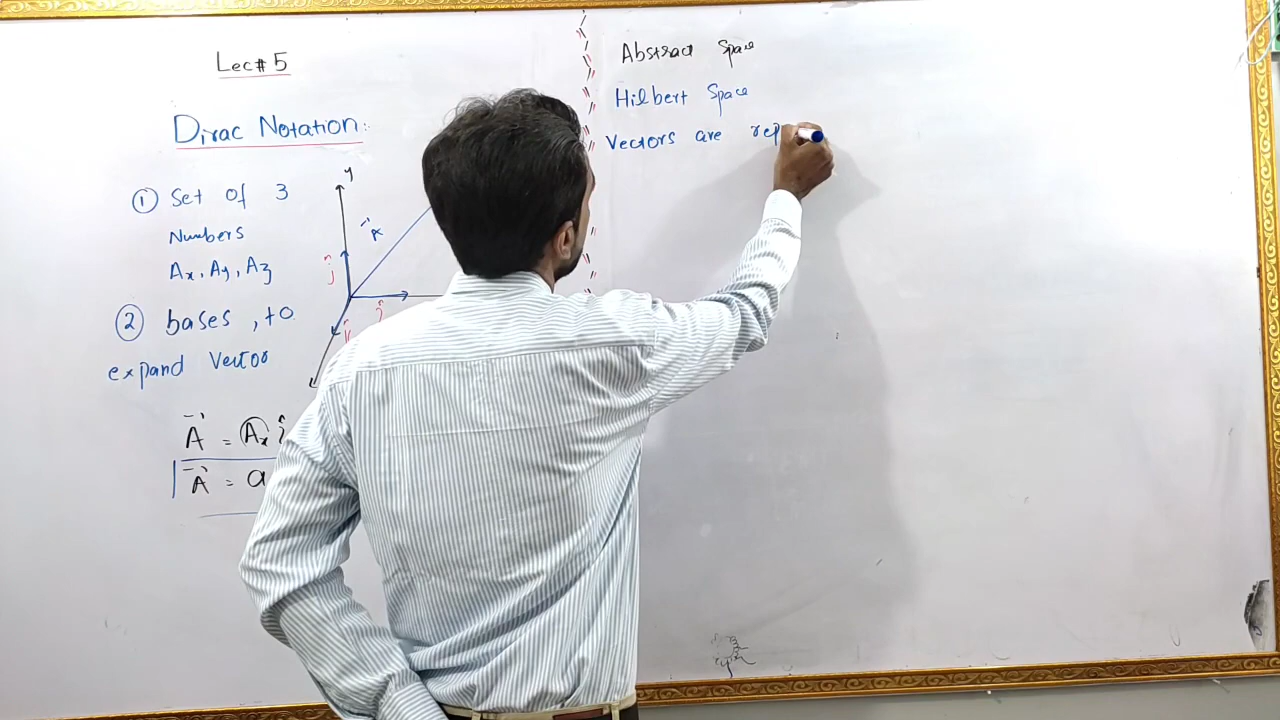 Lec# 5
Dirac Notation:
① Set of 3
Numbers
Ax, Ay, Az
② bases, to
expand Vector
A⃗ = Ax î
A⃗ = a
y
A⃗
ĵ
Abstract Space
Hilbert Space
Vectors are rep